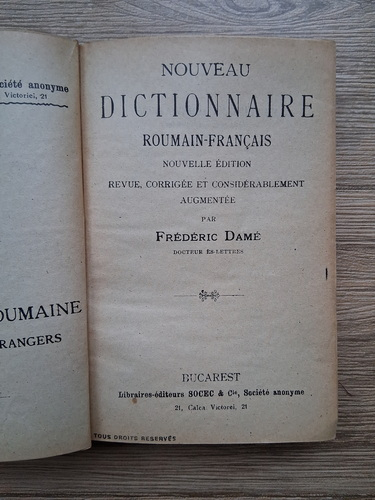 ciété anonyme
Victoriei, 21
OUMAINE
RANGERS
NOUVEAU
DICTIONNAIRE
ROUMAIN-FRANÇAIS
NOUVELLE ÉDITION
REVUE, CORRIGÉE ET CONSIDÉRABLEMENT
AUGMENTÉE
PAR
FRÉDÉRIC DAMÉ
DOCTEUR ÈS-LETTRES
BUCAREST
Libraires-éditeurs SOCEC & Cie, Société anonyme
21, Calea Victoriei, 21
TOUS DROITS RÉSERVÉS